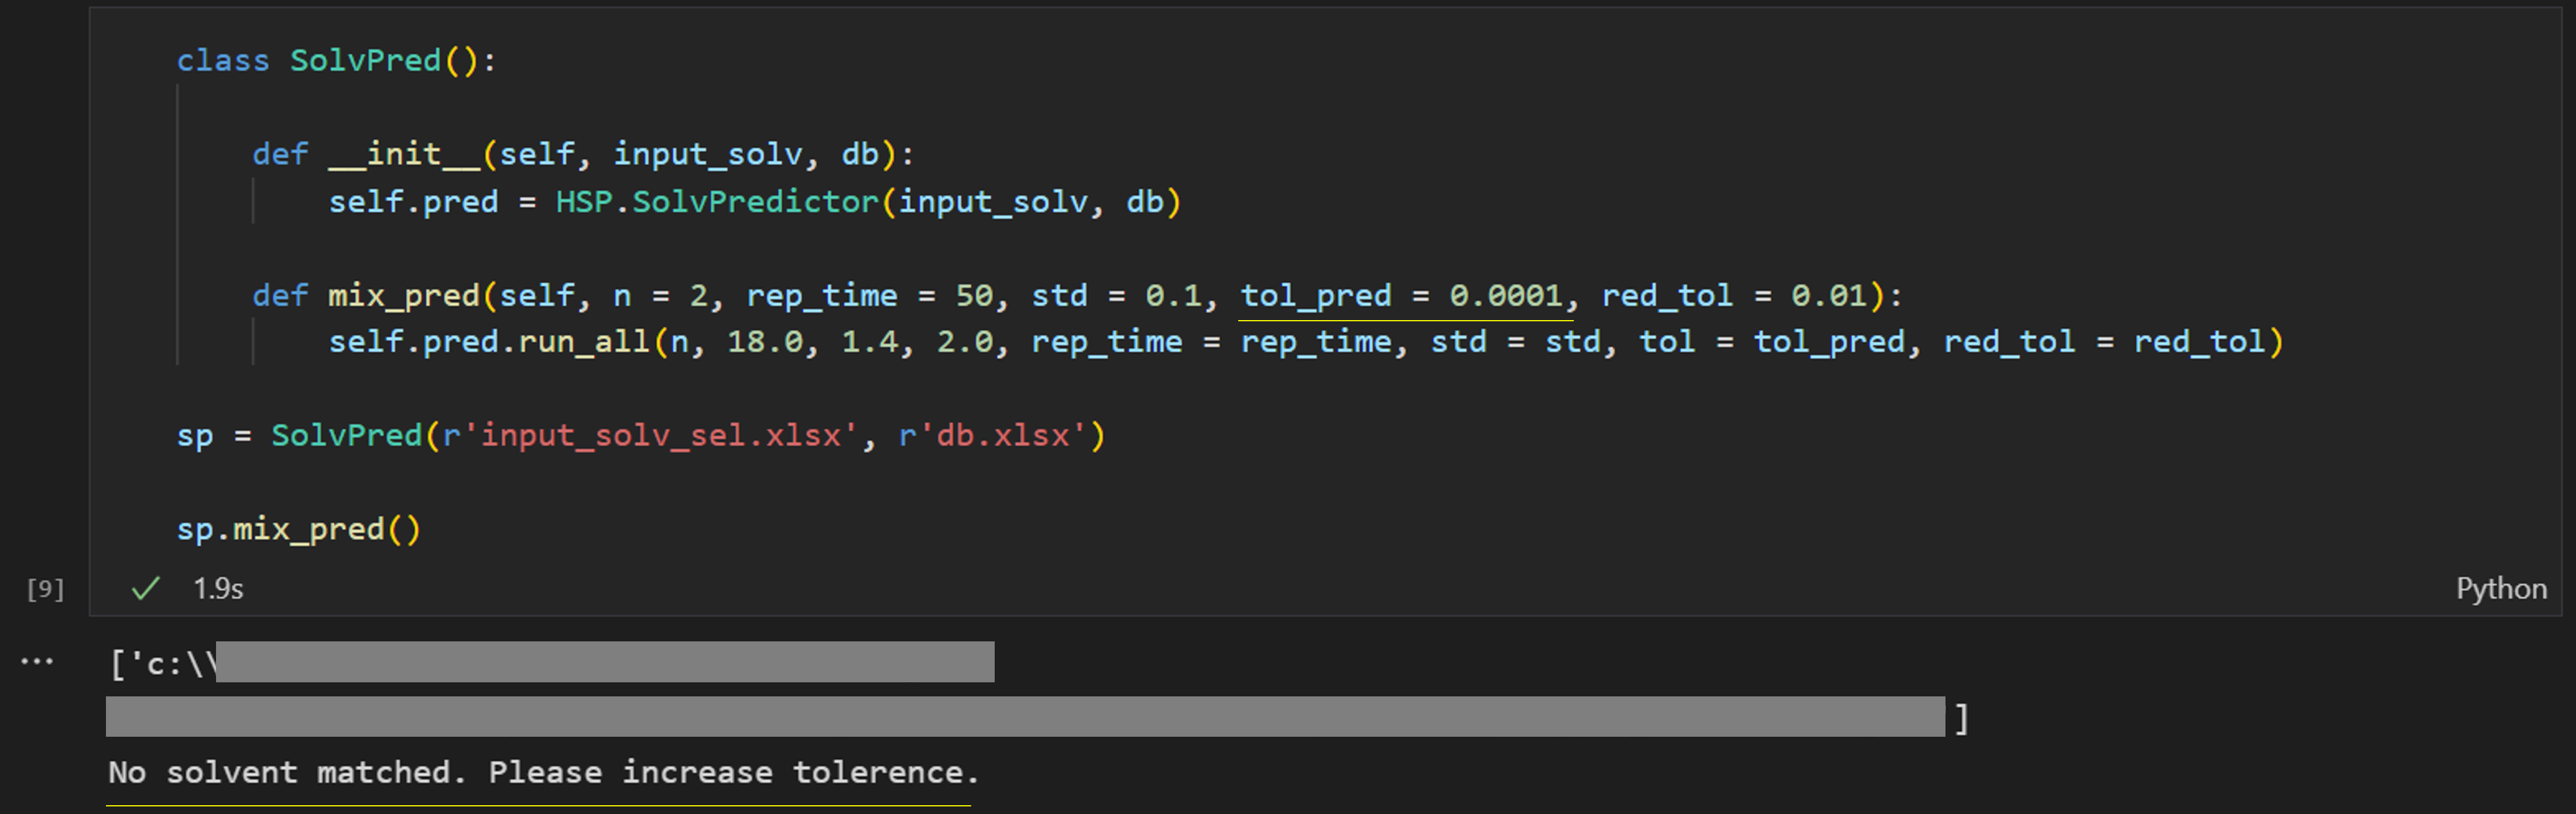 class SolvPred():
def __init__(self, input_solv, db):
self.pred = HSP.SolvPredictor(input_solv, db)
def mix_pred(self, n = 2, rep_time = 50, std = 0.1, tol_pred = 0.0001, red_tol = 0.01):
self.pred.run_all(n, 18.0, 1.4, 2.0, rep_time = rep_time, std = std, tol = tol_pred, red_tol = red_tol)
sp = SolvPred(r'input_solv_sel.xlsx', r'db.xlsx')
sp.mix_pred()
[9] ✓ 1.9s Python
··· ['c:\\
]
No solvent matched. Please increase tolerence.